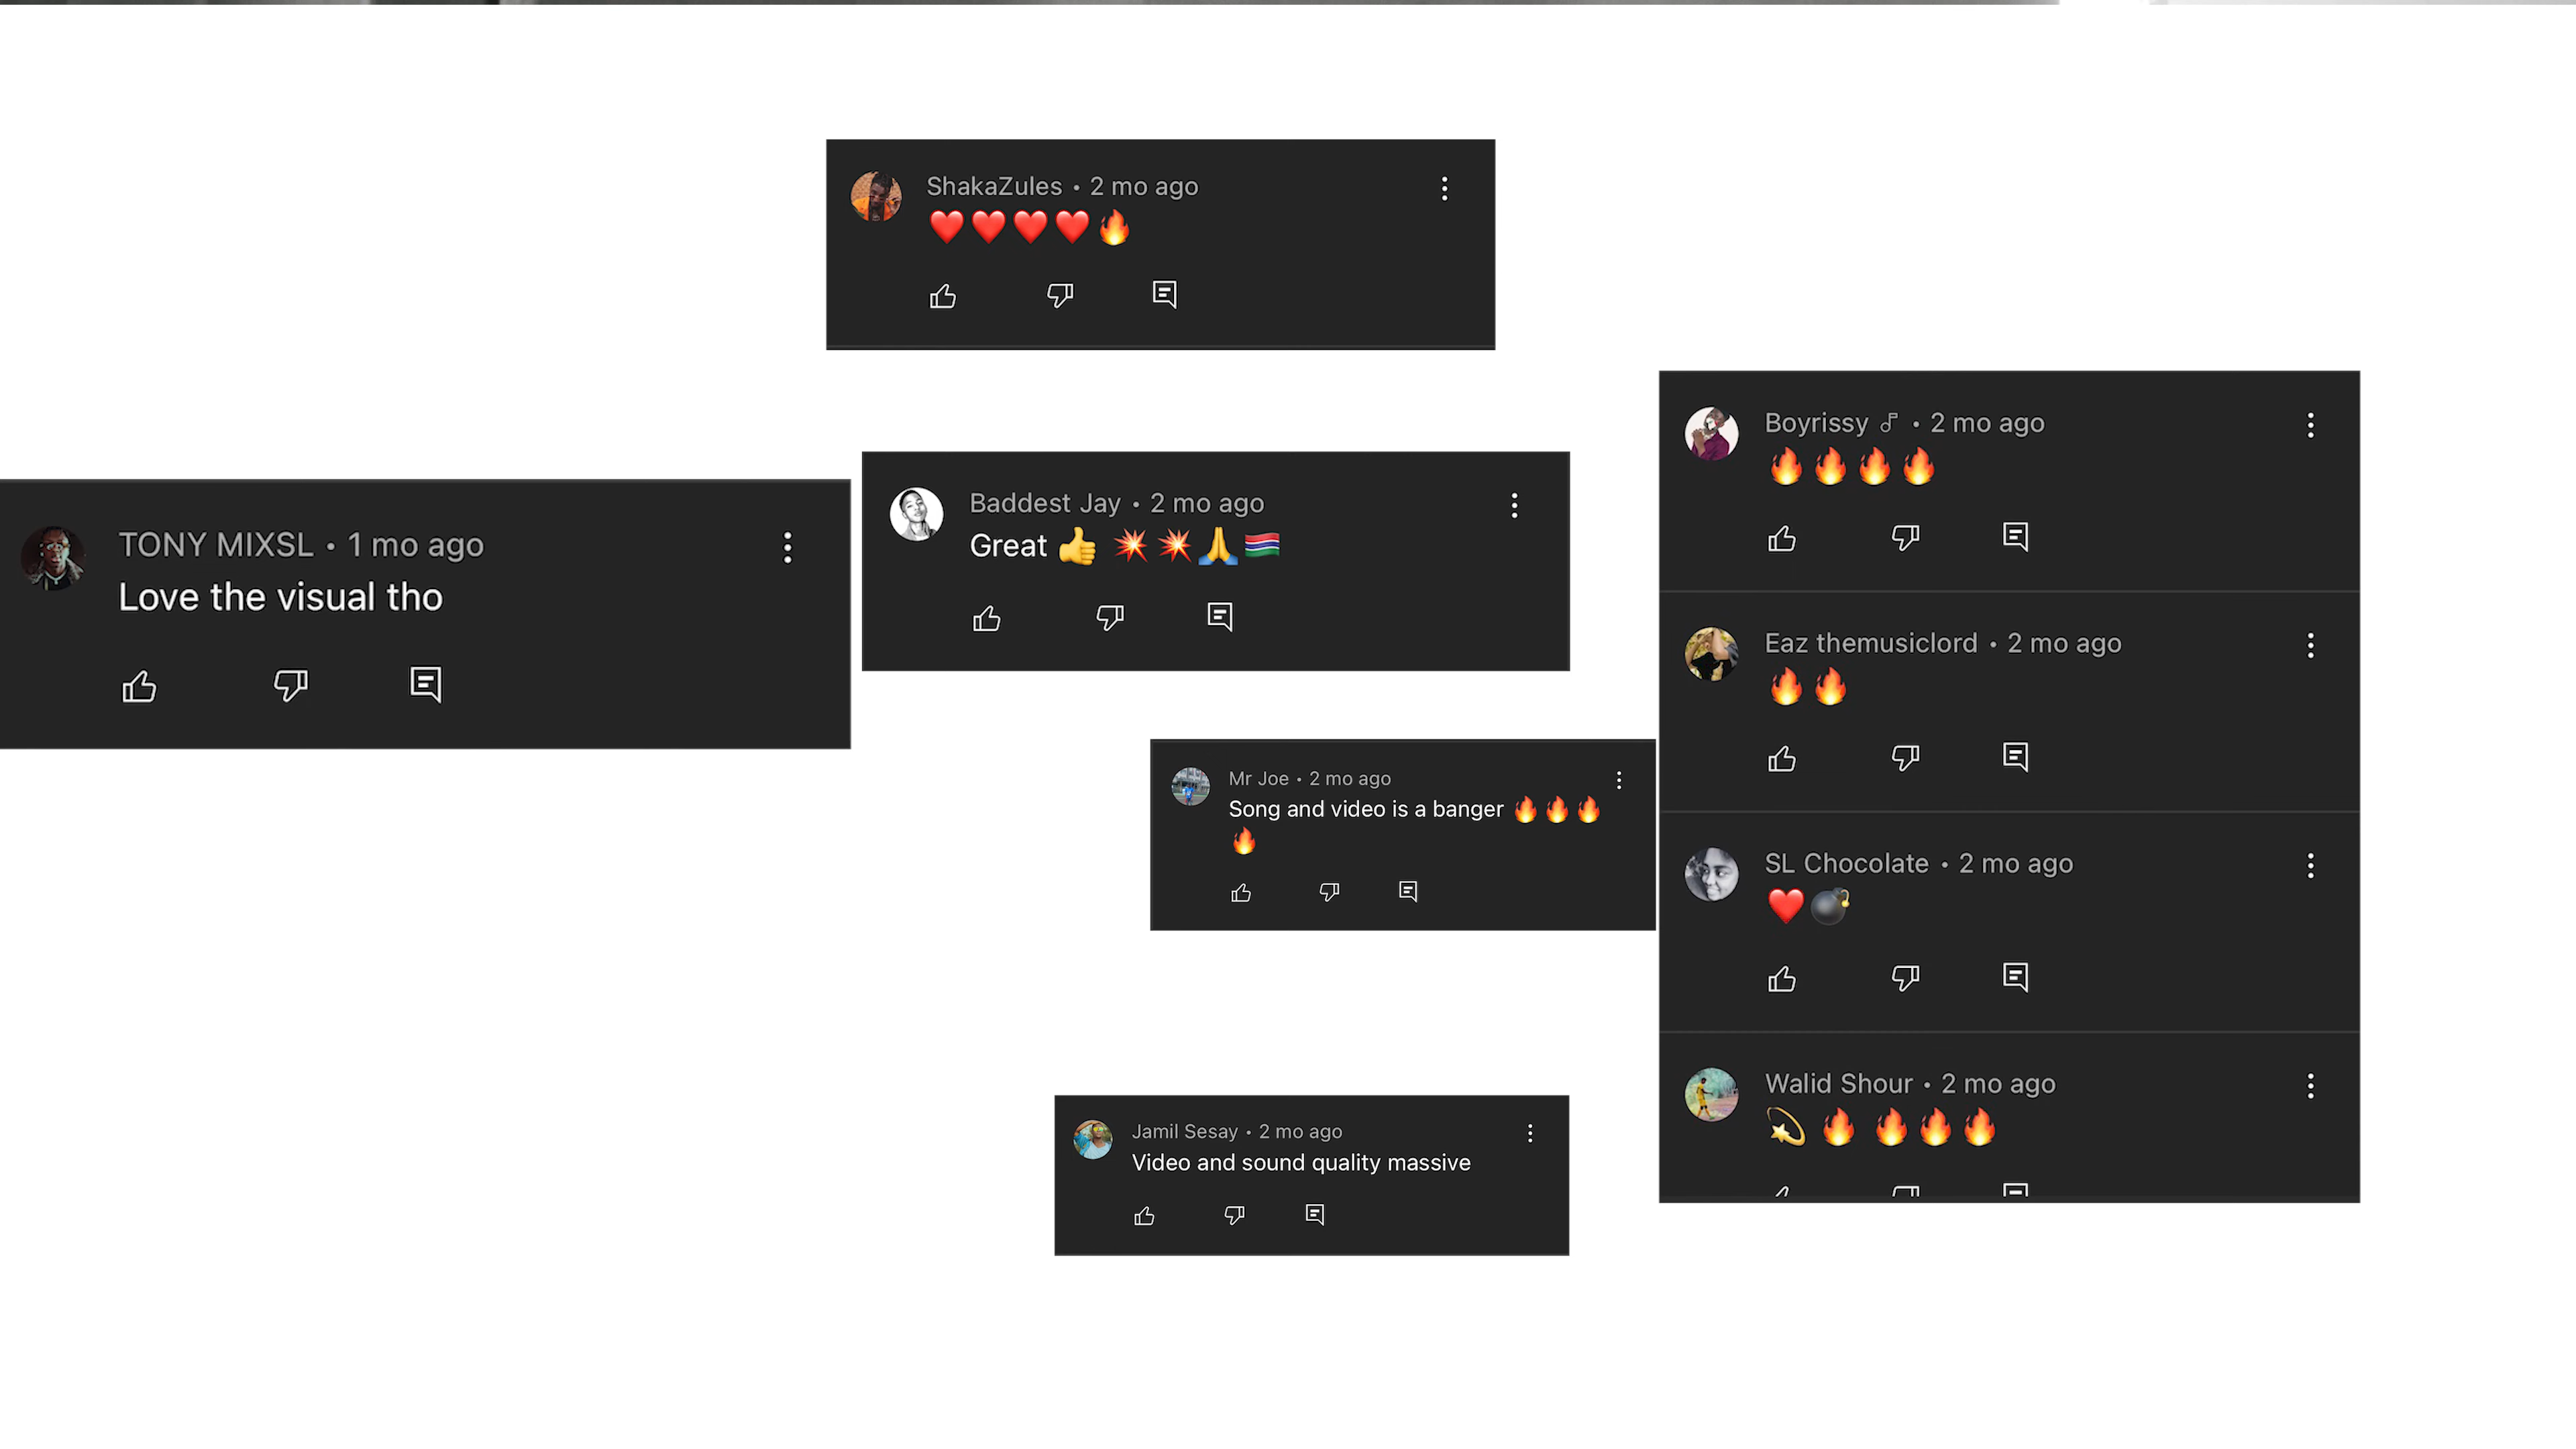 ShakaZules • 2 mo ago
❤️❤️❤️❤️🔥
TONY MIXSL • 1 mo ago
Love the visual tho
Baddest Jay • 2 mo ago
Great 👍 💥💥🙏🇬🇲
Mr Joe • 2 mo ago
Song and video is a banger 🔥🔥🔥
🔥
Jamil Sesay • 2 mo ago
Video and sound quality massive
Boyrissy ♪ • 2 mo ago
🔥🔥🔥🔥
Eaz themusiclord • 2 mo ago
🔥🔥
SL Chocolate • 2 mo ago
❤️💣
Walid Shour • 2 mo ago
💫 🔥 🔥🔥🔥